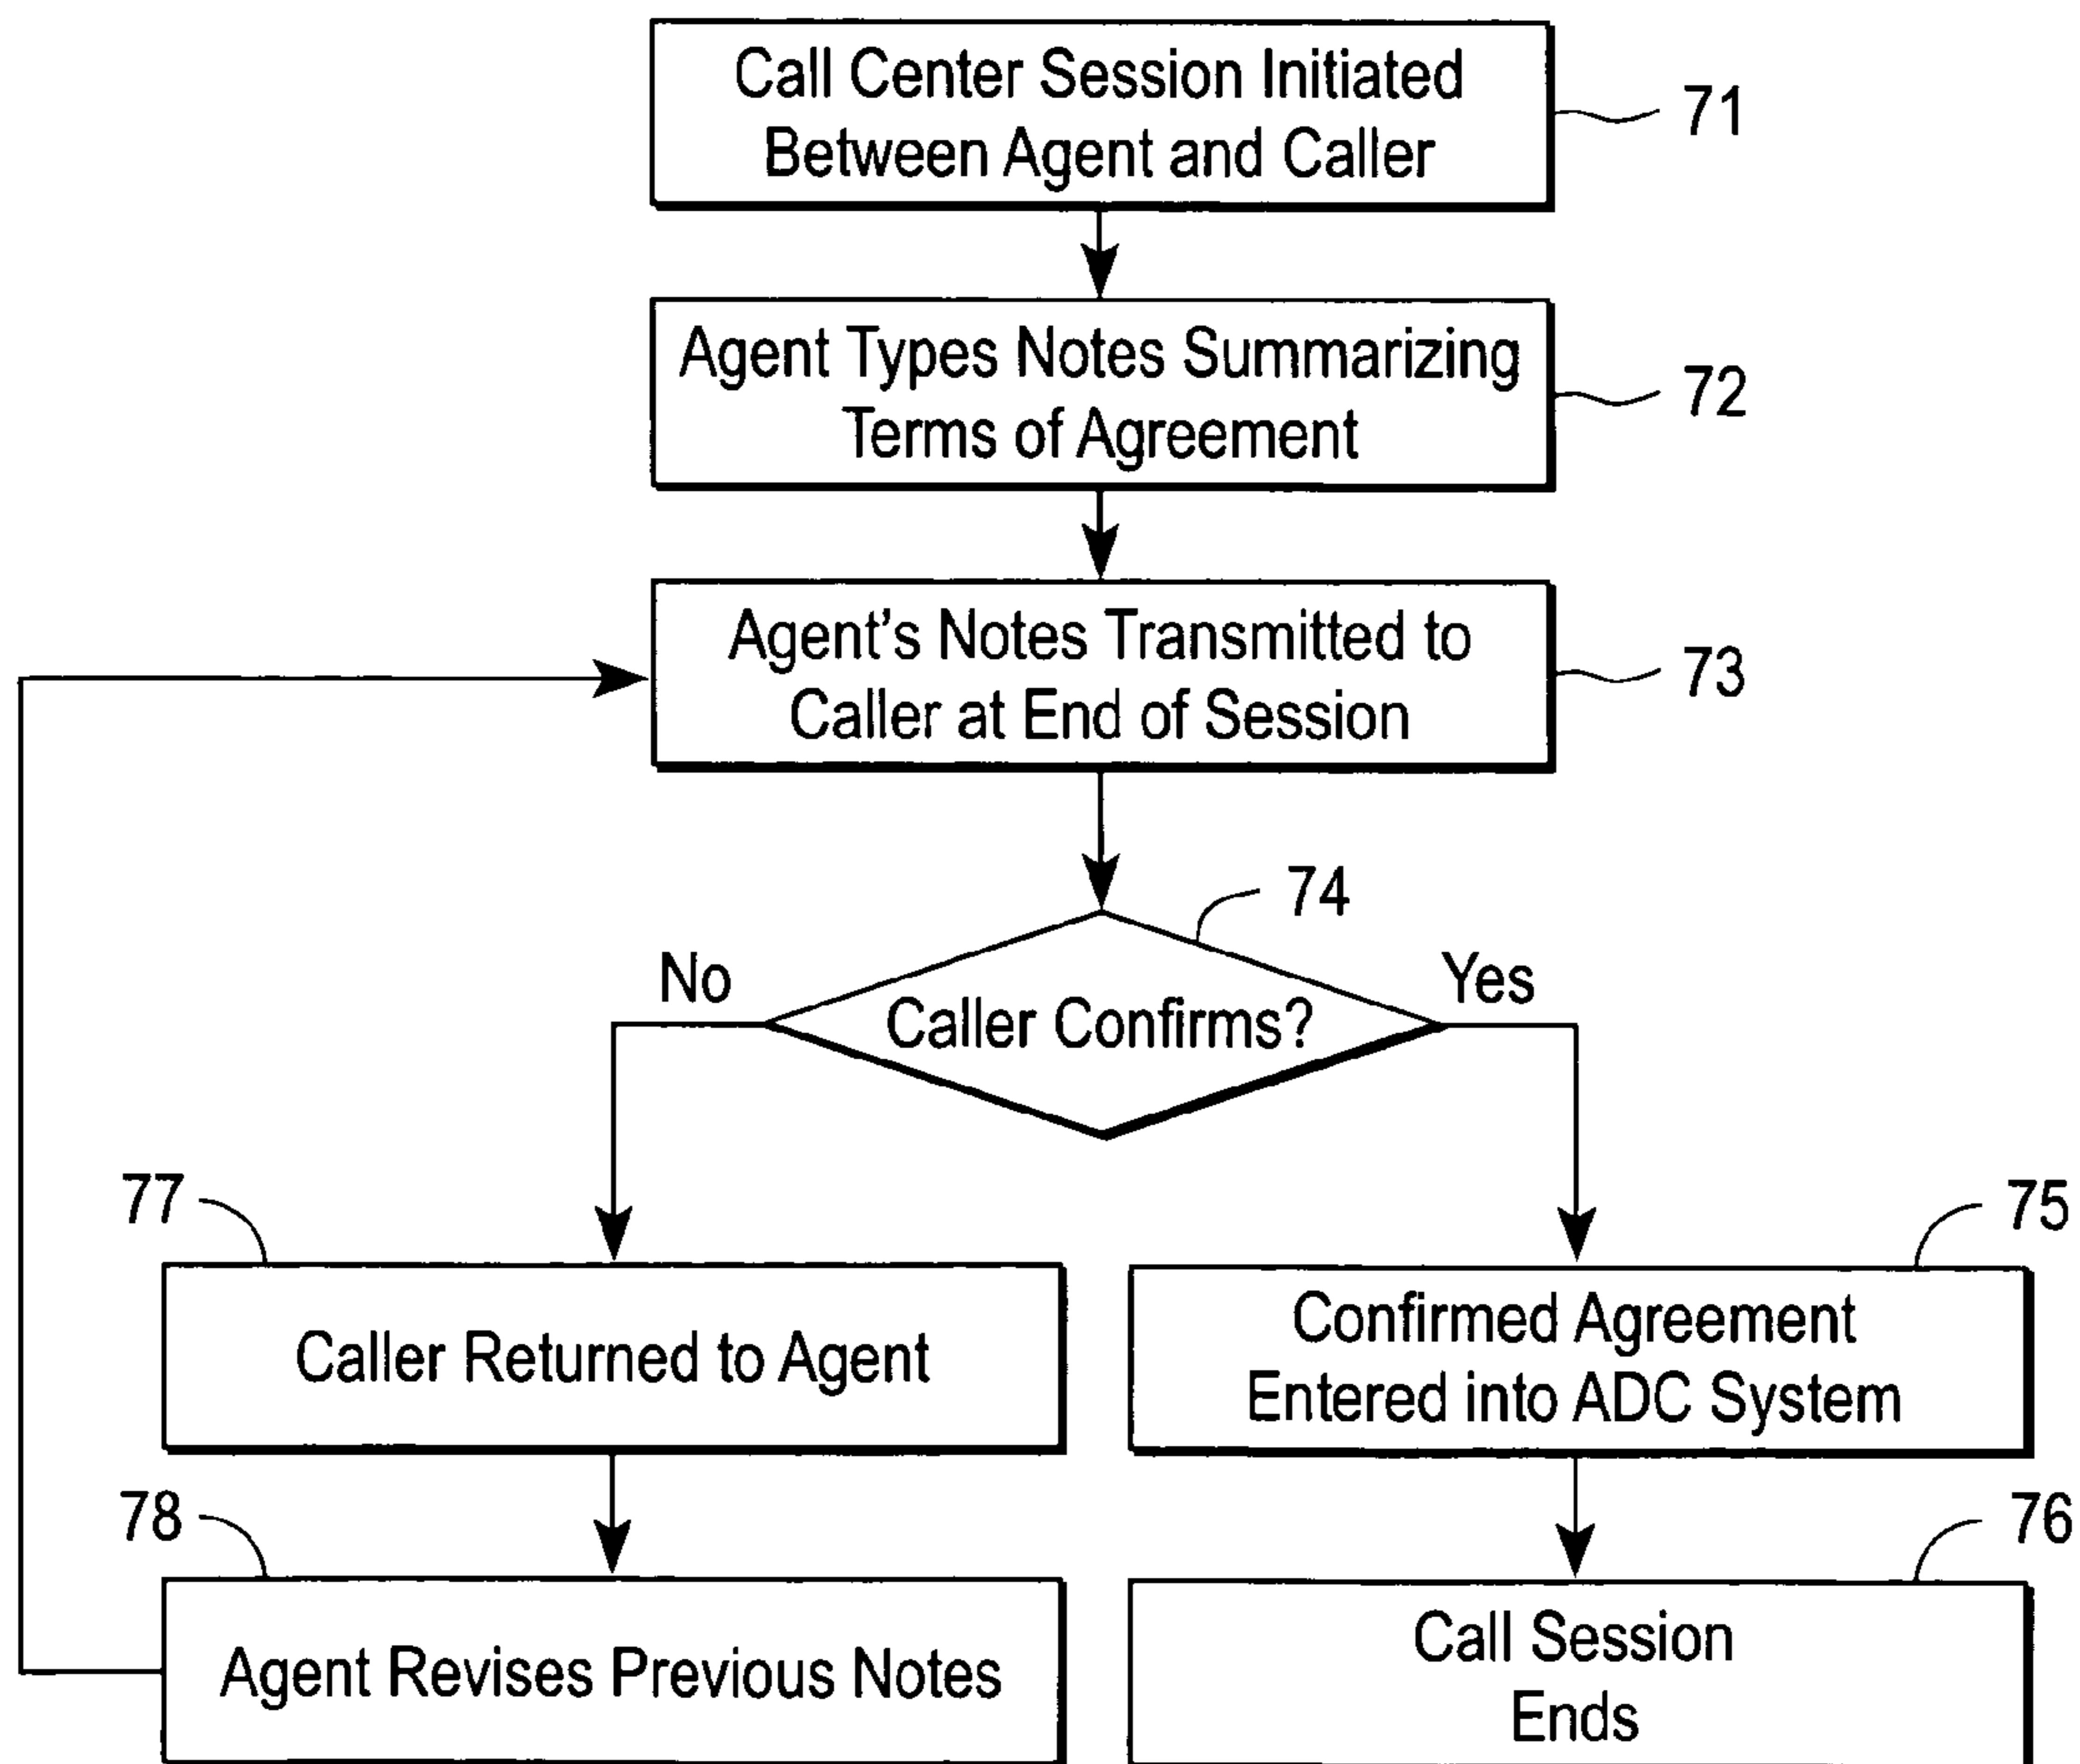 Call Center Session Initiated
Between Agent and Caller
71
Agent Types Notes Summarizing
Terms of Agreement
72
Agent's Notes Transmitted to
Caller at End of Session
73
74
No
Caller Confirms?
Yes
77
Caller Returned to Agent
75
Confirmed Agreement
Entered into ADC System
78
Agent Revises Previous Notes
76
Call Session
Ends